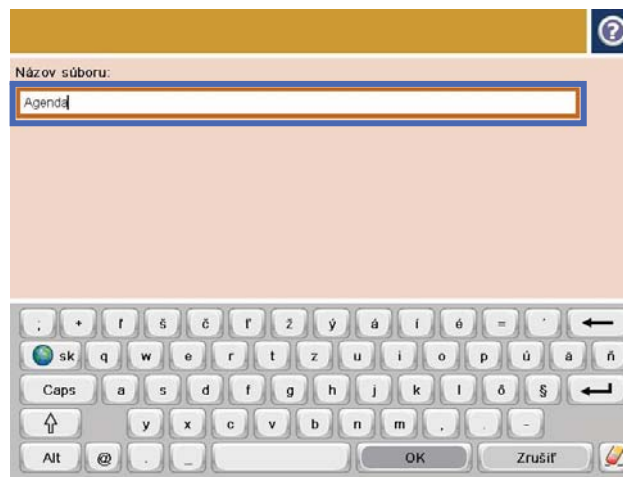 ?
Názov súboru:
Agenda
; + ľ š č ť ž ý á í é = ´ ←
sk q w e r t z u i o p ú ä ň
Caps a s d f g h j k l ô §
y x c v b n m , . -
Alt @ . _ OK Zrušiť